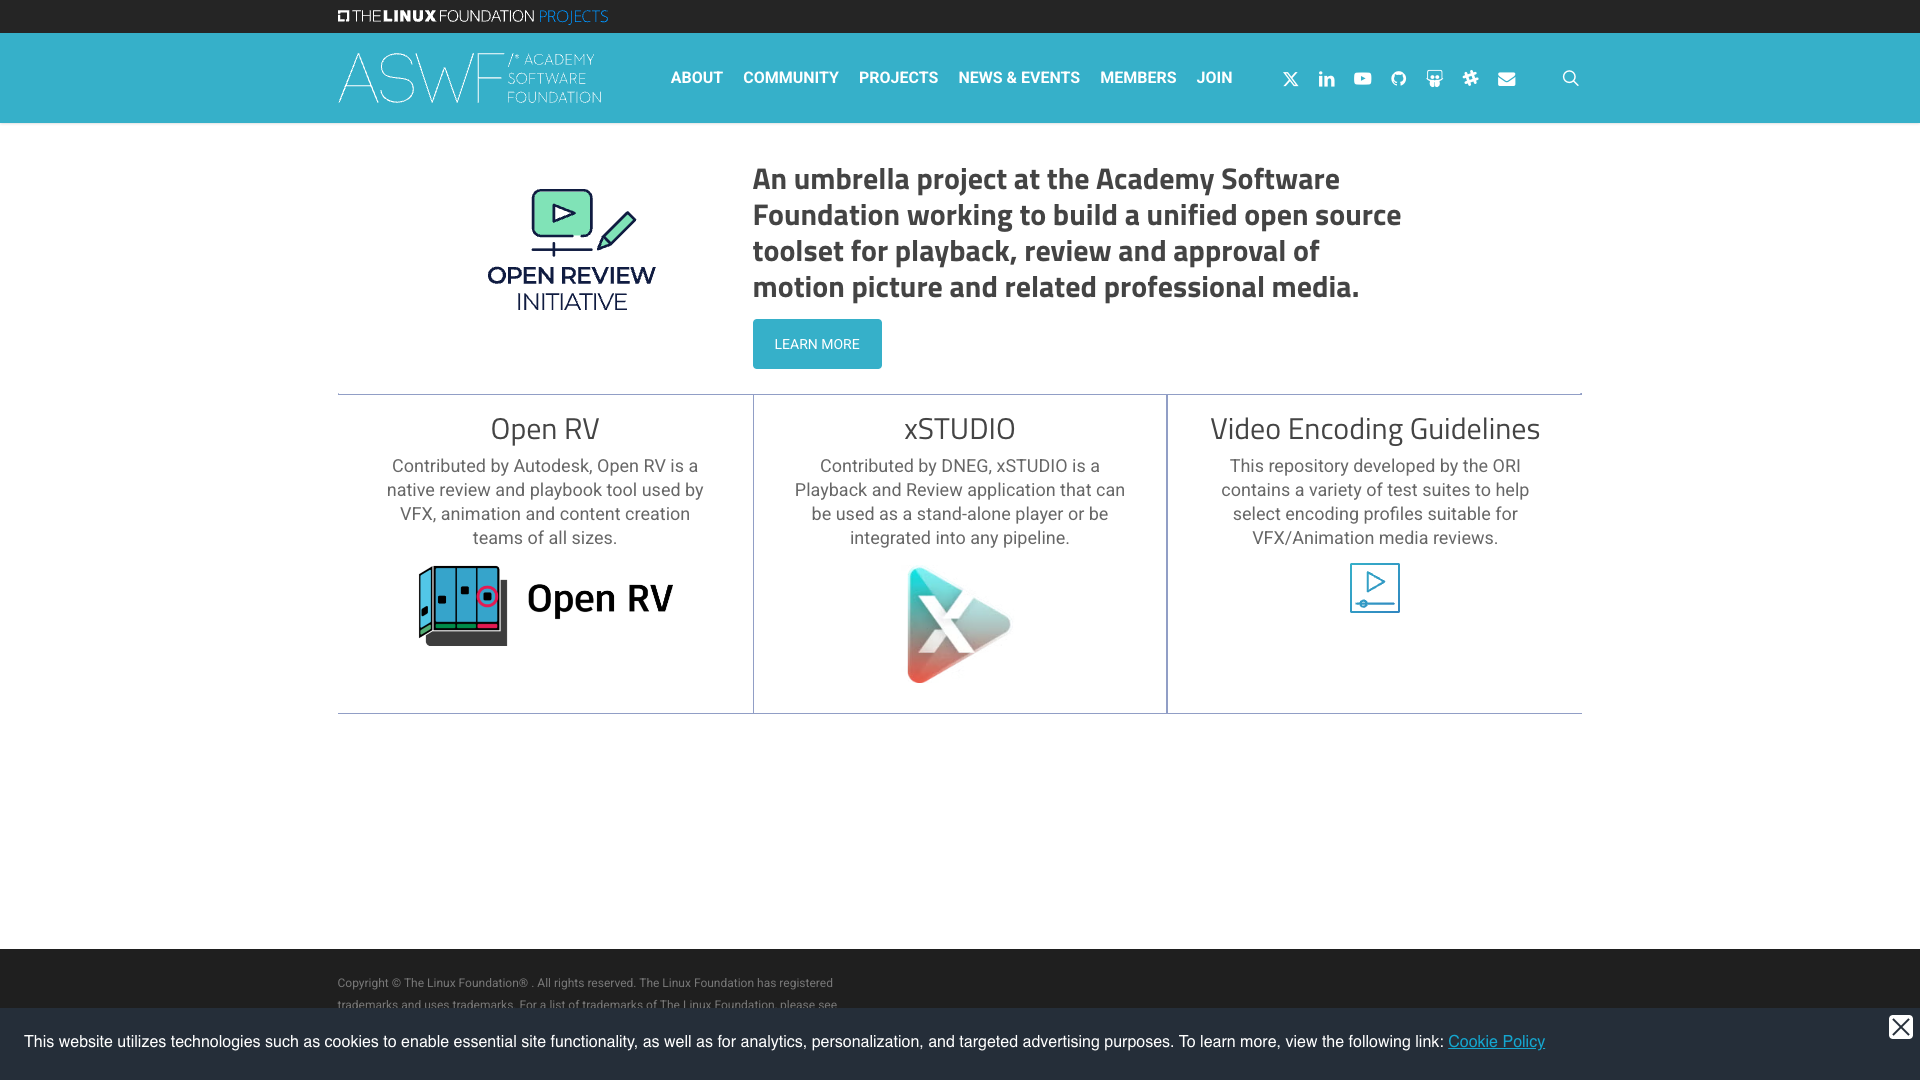 THE LINUX FOUNDATION PROJECTS
ASWF /* ACADEMY
SOFTWARE
FOUNDATION
ABOUT COMMUNITY PROJECTS NEWS & EVENTS MEMBERS JOIN
An umbrella project at the Academy Software
Foundation working to build a unified open source
toolset for playback, review and approval of
motion picture and related professional media.
OPEN REVIEW
INITIATIVE
LEARN MORE
Open RV
Contributed by Autodesk, Open RV is a
native review and playbook tool used by
VFX, animation and content creation
teams of all sizes.
Open RV
xSTUDIO
Contributed by DNEG, xSTUDIO is a
Playback and Review application that can
be used as a stand-alone player or be
integrated into any pipeline.
X
Video Encoding Guidelines
This repository developed by the ORI
contains a variety of test suites to help
select encoding profiles suitable for
VFX/Animation media reviews.
Copyright © The Linux Foundation® . All rights reserved. The Linux Foundation has registered
trademarks and uses trademarks. For a list of trademarks of The Linux Foundation, please see
This website utilizes technologies such as cookies to enable essential site functionality, as well as for analytics, personalization, and targeted advertising purposes. To learn more, view the following link: Cookie Policy